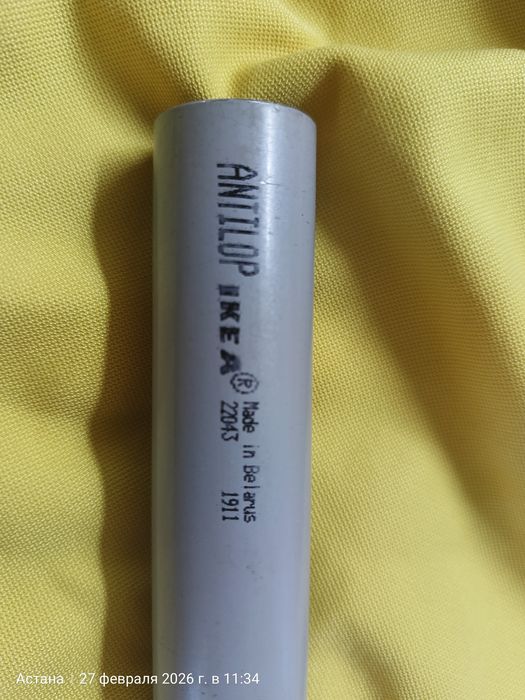 ANTILOP
IKEA®
Made in Belarus
22043 1911
Астана : 27 февраля 2026 г. в 11:34